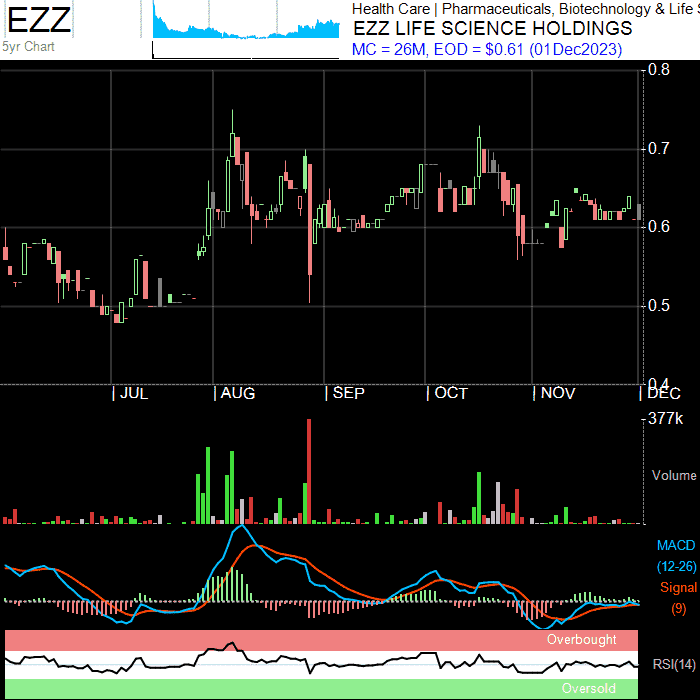 EZZ
5yr Chart
Health Care | Pharmaceuticals, Biotechnology & Life S
EZZ LIFE SCIENCE HOLDINGS
MC = 26M, EOD = $0.61 (01Dec2023)
0.8
0.7
0.6
0.5
0.4
JUL
AUG
SEP
OCT
NOV
DEC
377k
Volume
MACD
(12-26)
Signal
(9)
Overbought
RSI(14)
Oversold